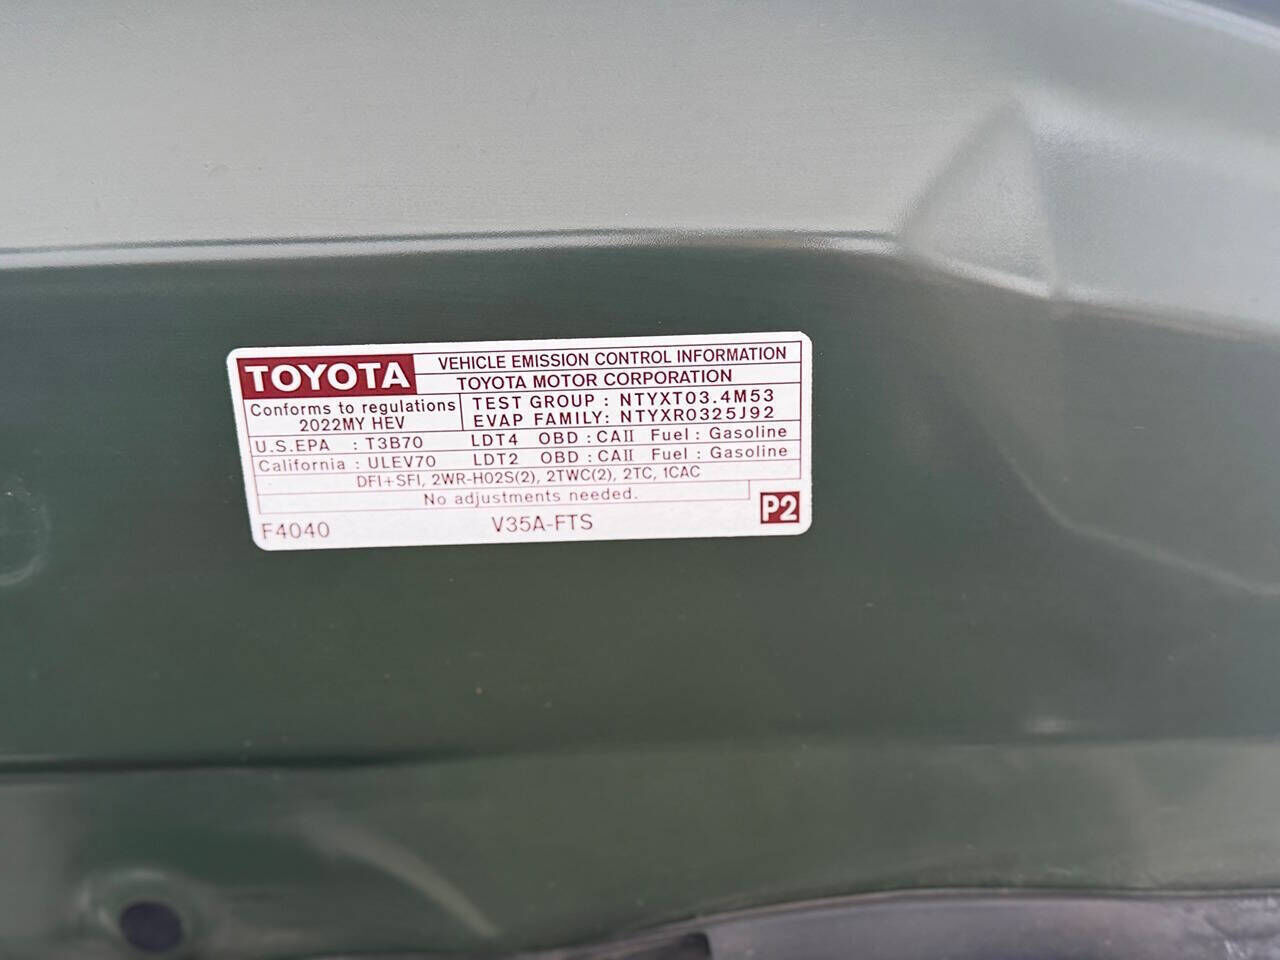 TOYOTA VEHICLE EMISSION CONTROL INFORMATION
TOYOTA MOTOR CORPORATION
Conforms to regulations
2022MY HEV
TEST GROUP : NTYXT03.4M53
EVAP FAMILY: NTYXR0325J92
U.S.EPA : T3B70 LDT4 OBD : CAII Fuel : Gasoline
California : ULEV70 LDT2 OBD : CAII Fuel : Gasoline
DFI+SFI, 2WR-HO2S(2), 2TWC(2), 2TC, 1CAC
No adjustments needed.
F4040 V35A-FTS P2